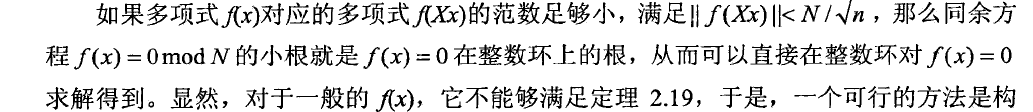 如果多项式 f(x)对应的多项式 f(Xx)的范数足够小，满足|| f(Xx) ||< N / √n ，那么同余方
程 f(x) = 0 mod N 的小根就是 f(x) = 0 在整数环上的根，从而可以直接在整数环对 f(x) = 0
求解得到。显然，对于一般的 f(x)，它不能够满足定理 2.19，于是，一个可行的方法是构